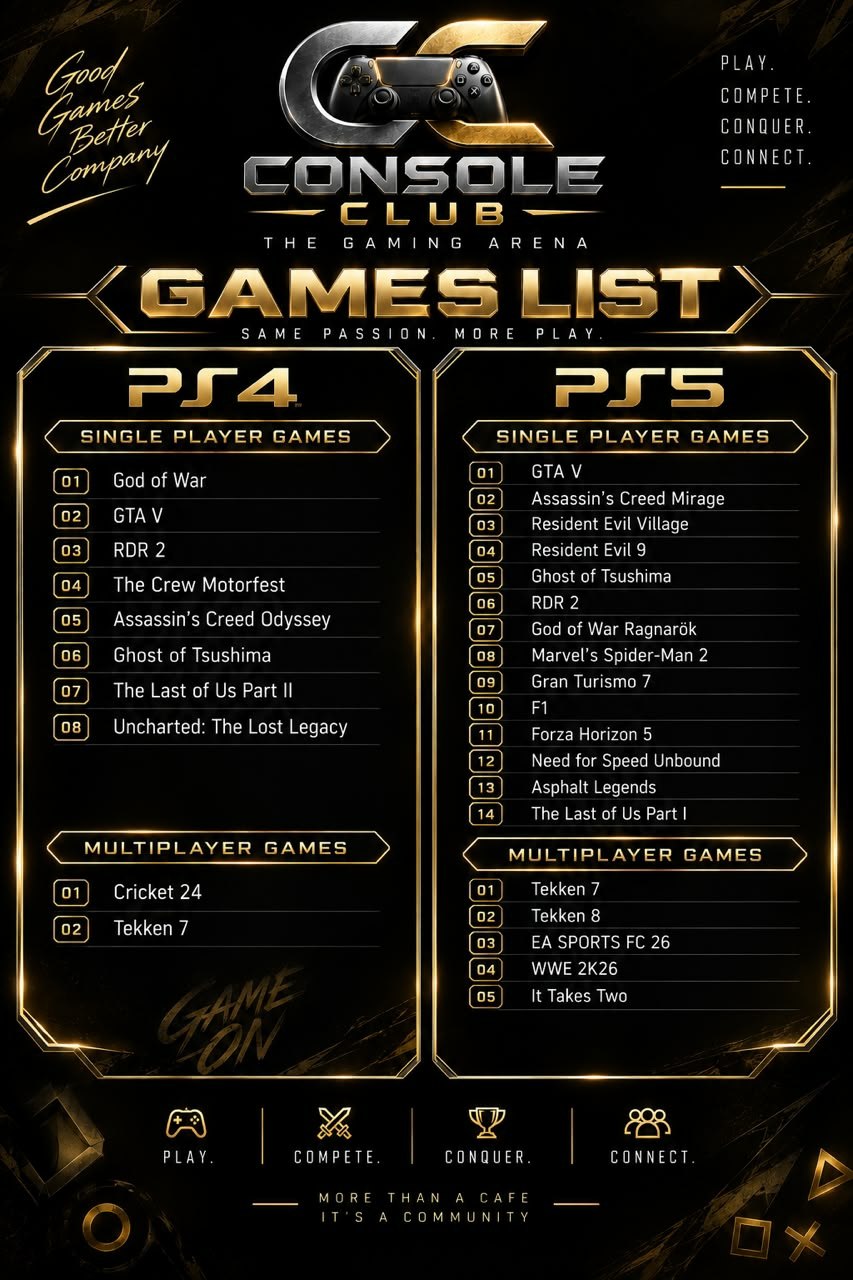 Good
Games
Better
Company
PLAY.
COMPETE.
CONQUER.
CONNECT.
CONSOLE
CLUB
THE GAMING ARENA
GAMES LIST
SAME PASSION. MORE PLAY.
PS4
SINGLE PLAYER GAMES
01 God of War
02 GTA V
03 RDR 2
04 The Crew Motorfest
05 Assassin's Creed Odyssey
06 Ghost of Tsushima
07 The Last of Us Part II
08 Uncharted: The Lost Legacy
MULTIPLAYER GAMES
01 Cricket 24
02 Tekken 7
GAME
ON
PS5
SINGLE PLAYER GAMES
01 GTA V
02 Assassin's Creed Mirage
03 Resident Evil Village
04 Resident Evil 9
05 Ghost of Tsushima
06 RDR 2
07 God of War Ragnarök
08 Marvel's Spider-Man 2
09 Gran Turismo 7
10 F1
11 Forza Horizon 5
12 Need for Speed Unbound
13 Asphalt Legends
14 The Last of Us Part I
MULTIPLAYER GAMES
01 Tekken 7
02 Tekken 8
03 EA SPORTS FC 26
04 WWE 2K26
05 It Takes Two
PLAY.
COMPETE.
CONQUER.
CONNECT.
MORE THAN A CAFE
IT'S A COMMUNITY